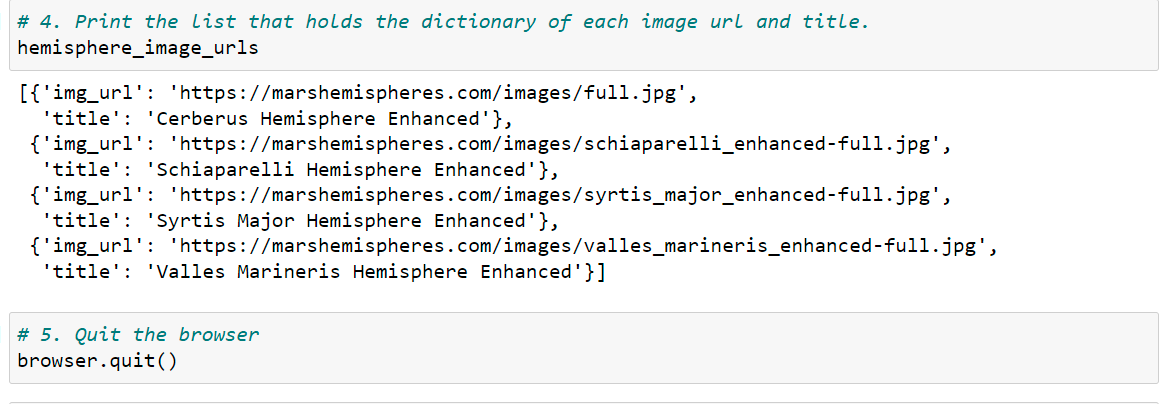 # 4. Print the list that holds the dictionary of each image url and title.
hemisphere_image_urls
[{'img_url': 'https://marshemispheres.com/images/full.jpg',
'title': 'Cerberus Hemisphere Enhanced'},
{'img_url': 'https://marshemispheres.com/images/schiaparelli_enhanced-full.jpg',
'title': 'Schiaparelli Hemisphere Enhanced'},
{'img_url': 'https://marshemispheres.com/images/syrtis_major_enhanced-full.jpg',
'title': 'Syrtis Major Hemisphere Enhanced'},
{'img_url': 'https://marshemispheres.com/images/valles_marineris_enhanced-full.jpg',
'title': 'Valles Marineris Hemisphere Enhanced'}]
# 5. Quit the browser
browser.quit()